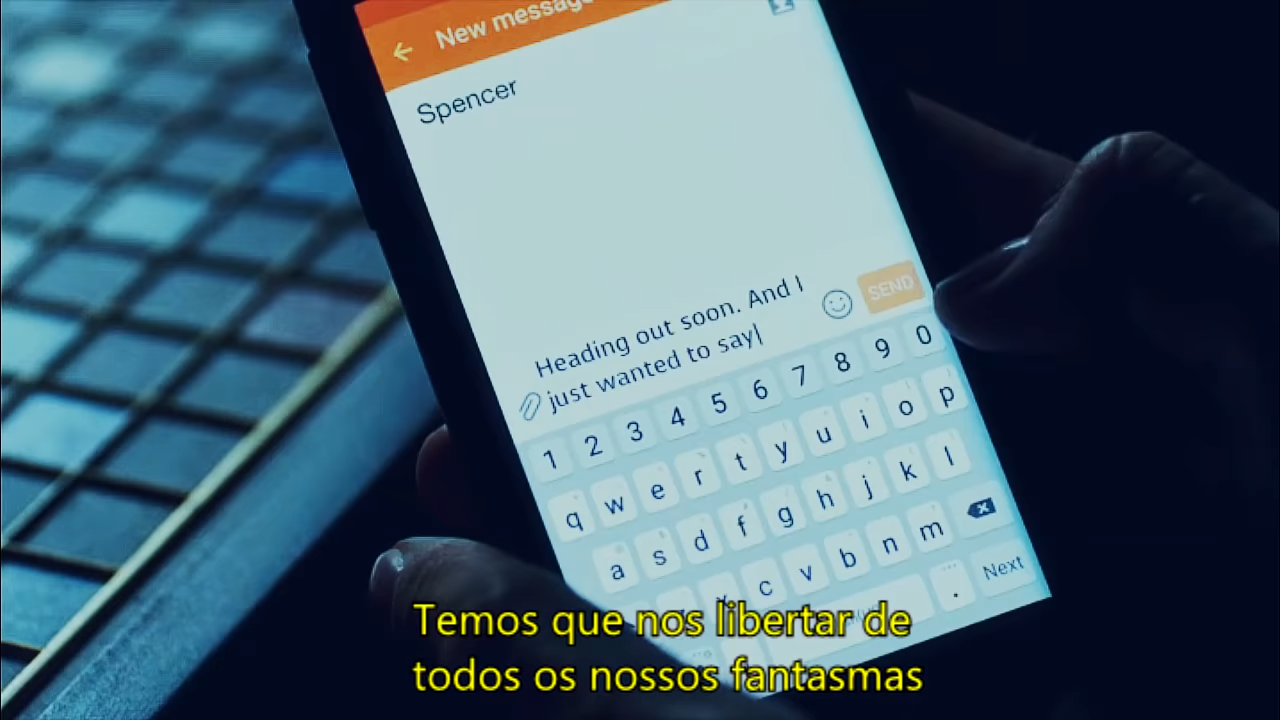 New message
Spencer
Heading out soon. And I
just wanted to say
SEND
1 2 3 4 5 6 7 8 9 0
q w e r t y u i o p
a s d f g h j k l
c v b n m
. Next
Temos que nos libertar de
todos os nossos fantasmas